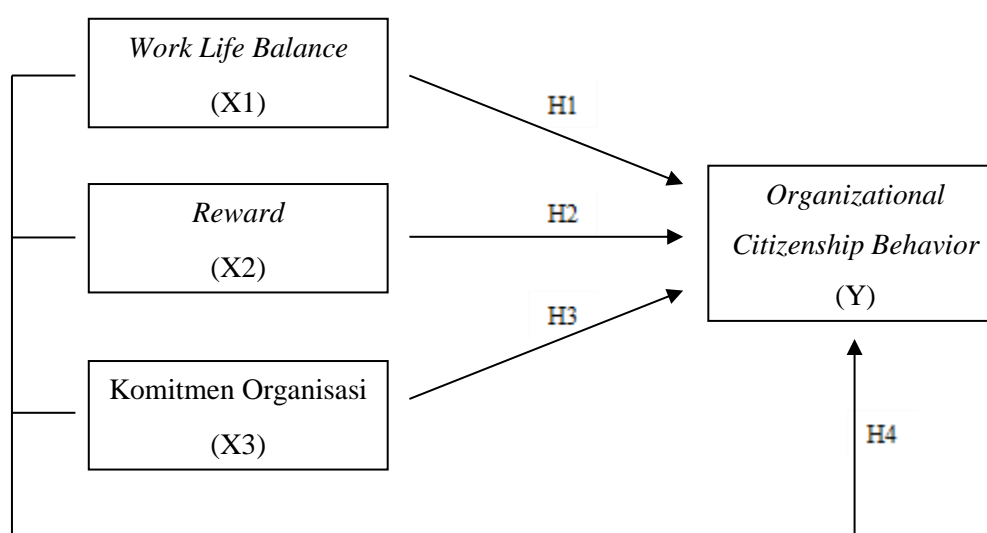 Work Life Balance
(X1)
H1
Reward
(X2)
H2
Organizational
Citizenship Behavior
(Y)
H3
Komitmen Organisasi
(X3)
H4